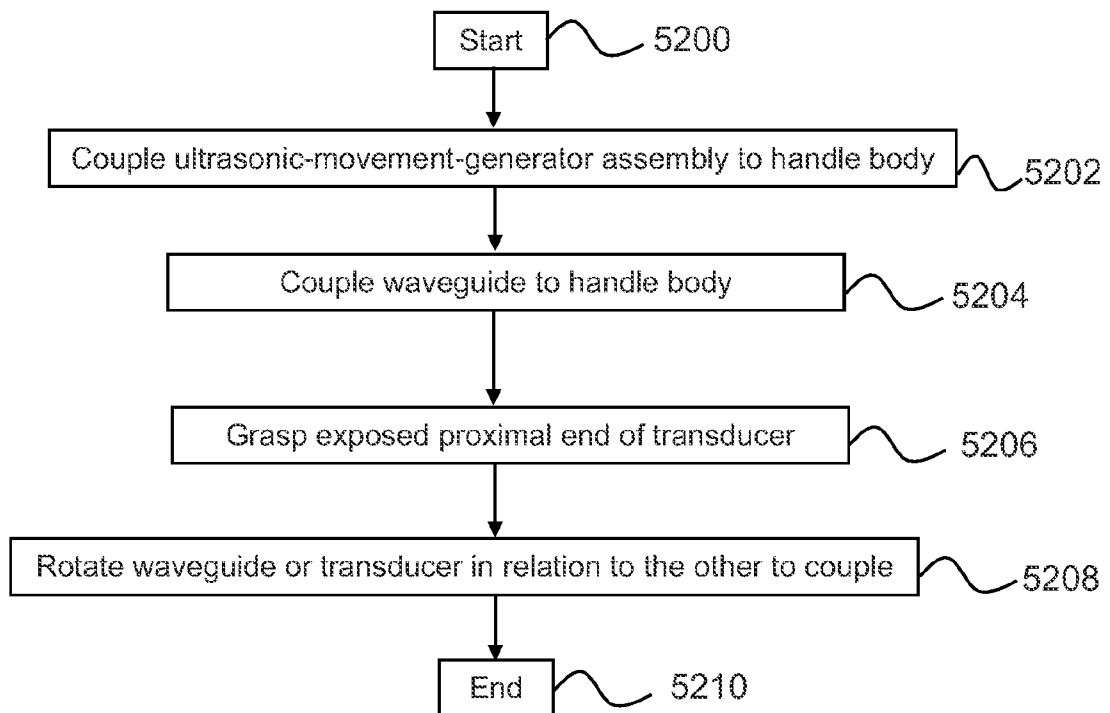 Start 5200
Couple ultrasonic-movement-generator assembly to handle body 5202
Couple waveguide to handle body 5204
Grasp exposed proximal end of transducer 5206
Rotate waveguide or transducer in relation to the other to couple 5208
End 5210